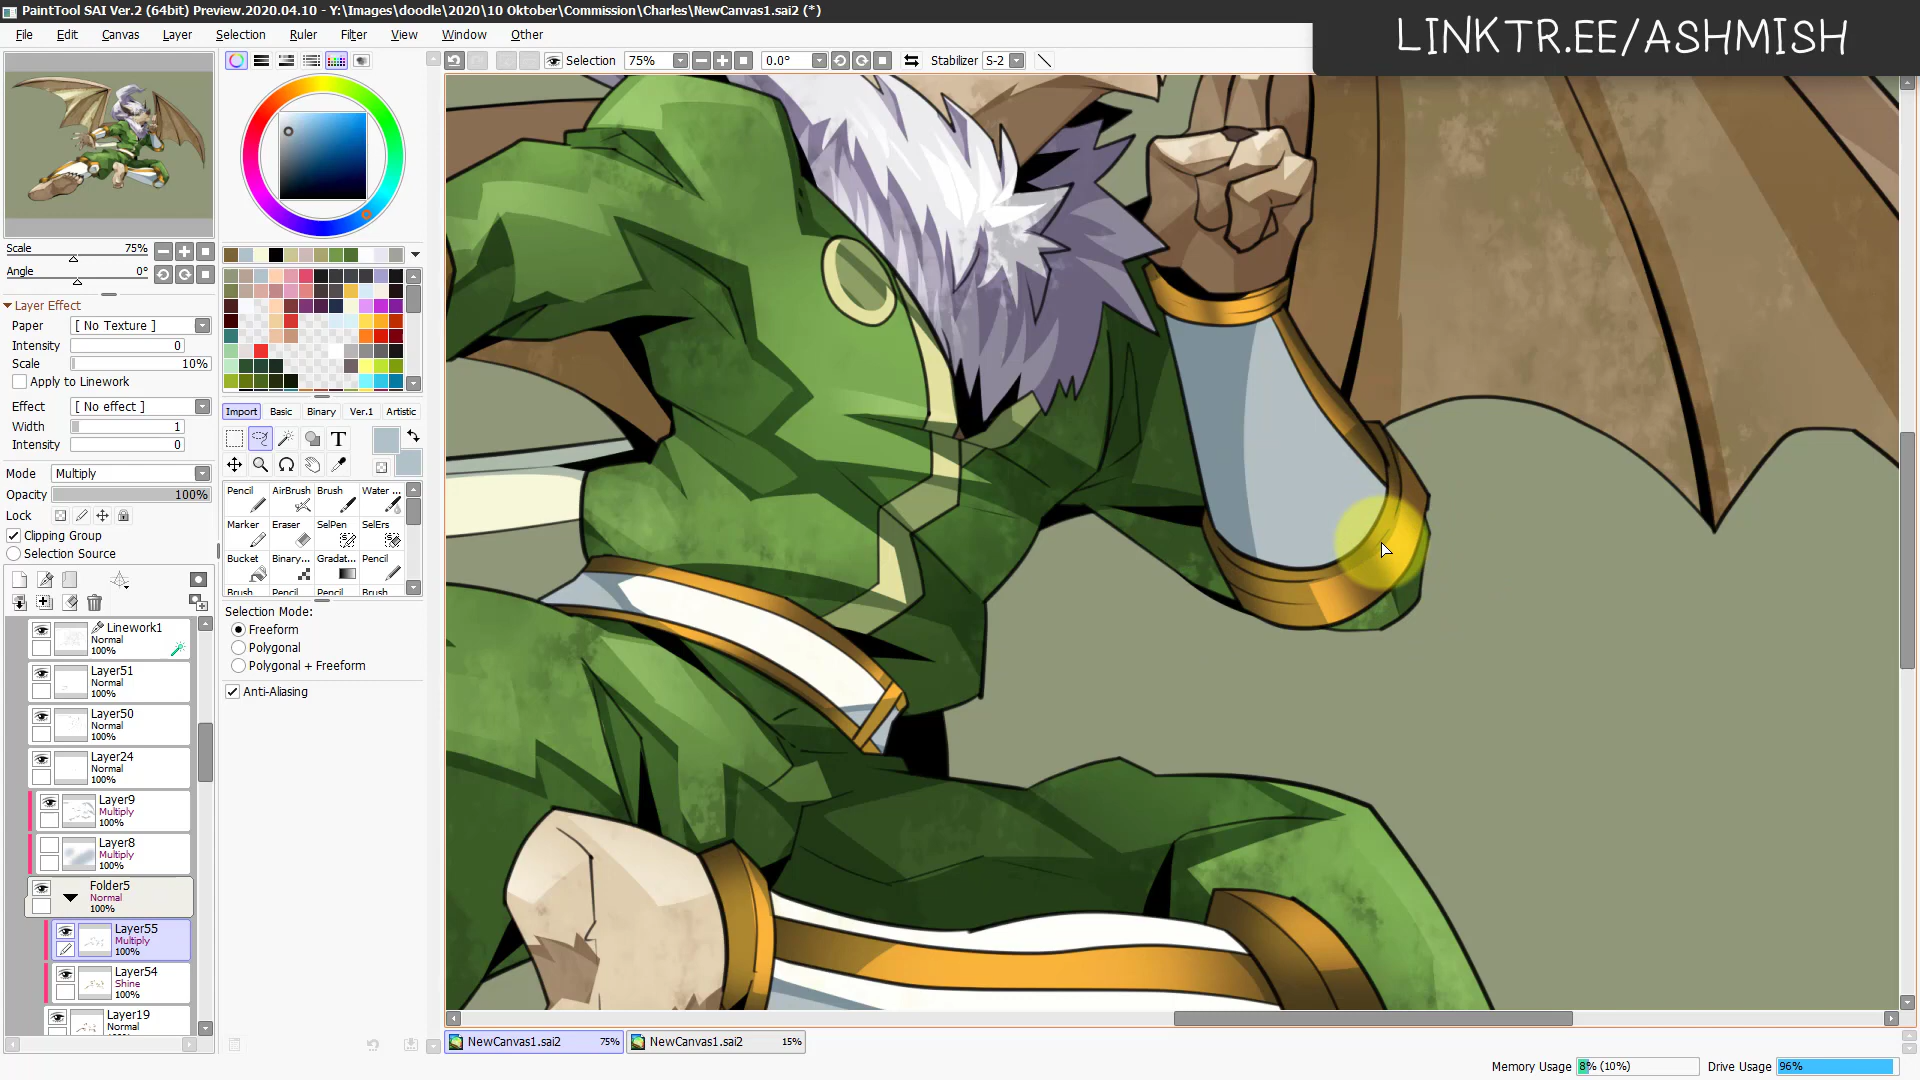 PaintTool SAI Ver.2 (64bit) Preview.2020.04.10 - Y:\Images\doodle\2020\10 Oktober\Commission\Charles\NewCanvas1.sai2 (*)
LINKTR.EE/ASHMISH
File Edit Canvas Layer Selection Ruler Filter View Window Other
Selection 75% 0.0° Stabilizer S-2
Scale 75%
Angle 0°
Layer Effect
Paper [ No Texture ]
Intensity 0
Scale 10%
Apply to Linework
Effect [ No effect ]
Width 1
Intensity 0
Mode Multiply
Opacity 100%
Lock
Clipping Group
Selection Source
Linework1
Normal
100%
Layer51
Normal
100%
Layer50
Normal
100%
Layer24
Normal
100%
Layer9
Multiply
100%
Layer8
Multiply
100%
Folder5
Normal
100%
Layer55
Multiply
100%
Layer54
Shine
100%
Layer19
Normal
Import Basic Binary Ver.1 Artistic
T
Pencil AirBrush Brush Water ...
Marker Eraser SelPen SelErs
Bucket Binary... Gradat... Pencil
Brush Pencil Pencil Brush
Selection Mode:
Freeform
Polygonal
Polygonal + Freeform
Anti-Aliasing
NewCanvas1.sai2 75% NewCanvas1.sai2 15%
Memory Usage 8% (10%) Drive Usage 96%